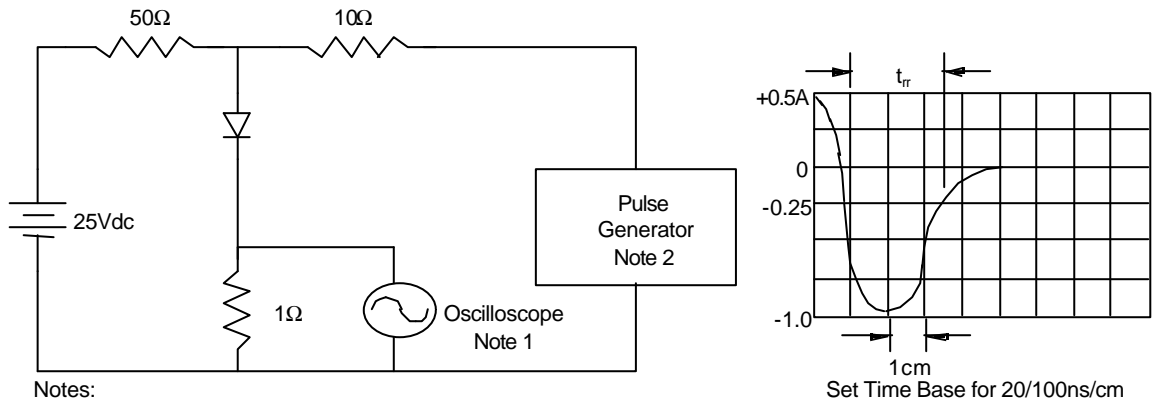 50Ω
10Ω
25Vdc
1Ω
Oscilloscope
Note 1
Pulse
Generator
Note 2
Notes:
trr
+0.5A
0
-0.25
-1.0
1cm
Set Time Base for 20/100ns/cm